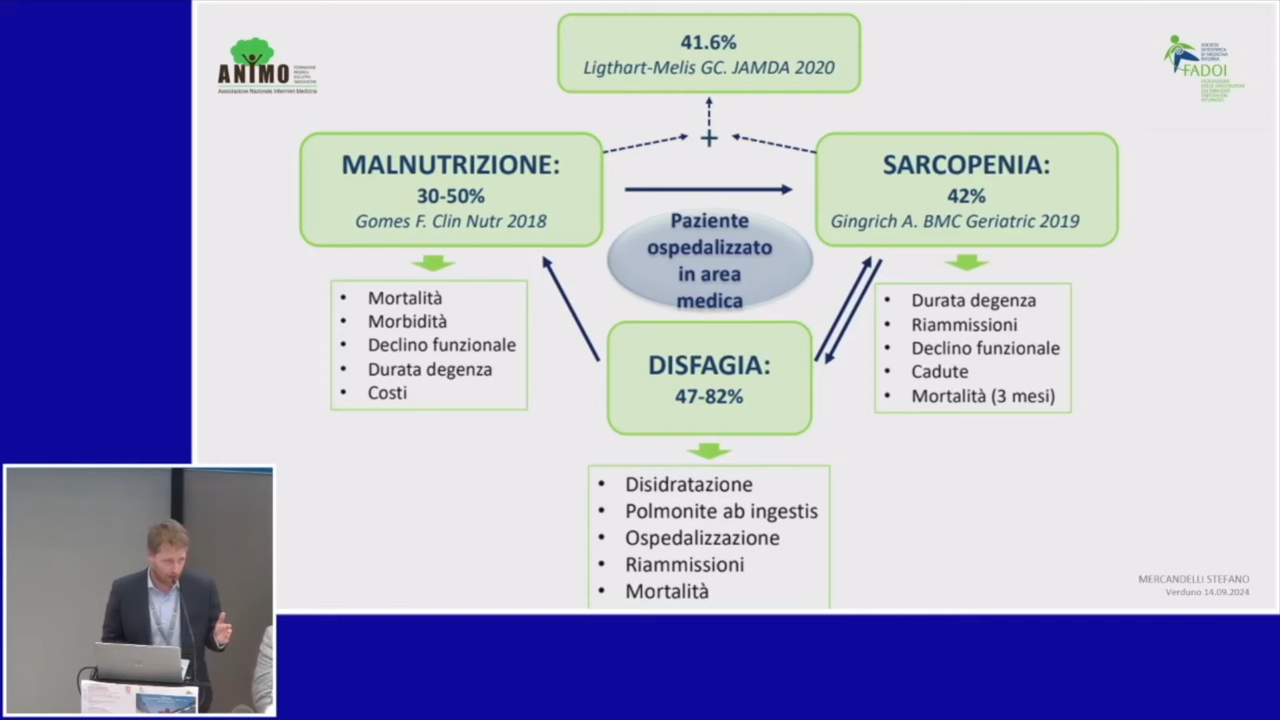 41.6%
Ligthart-Melis GC. JAMDA 2020
ANIMO
Associazione Nazionale Infermieri Medicina
FADOI
+
MALNUTRIZIONE:
30-50%
Gomes F. Clin Nutr 2018
SARCOPENIA:
42%
Gingrich A. BMC Geriatric 2019
Paziente
ospedalizzato
in area
medica
• Mortalità
• Morbidità
• Declino funzionale
• Durata degenza
• Costi
• Durata degenza
• Riammissioni
• Declino funzionale
• Cadute
• Mortalità (3 mesi)
DISFAGIA:
47-82%
• Disidratazione
• Polmonite ab ingestis
• Ospedalizzazione
• Riammissioni
• Mortalità
MERCANDELLI STEFANO
Verduno 14.09.2024